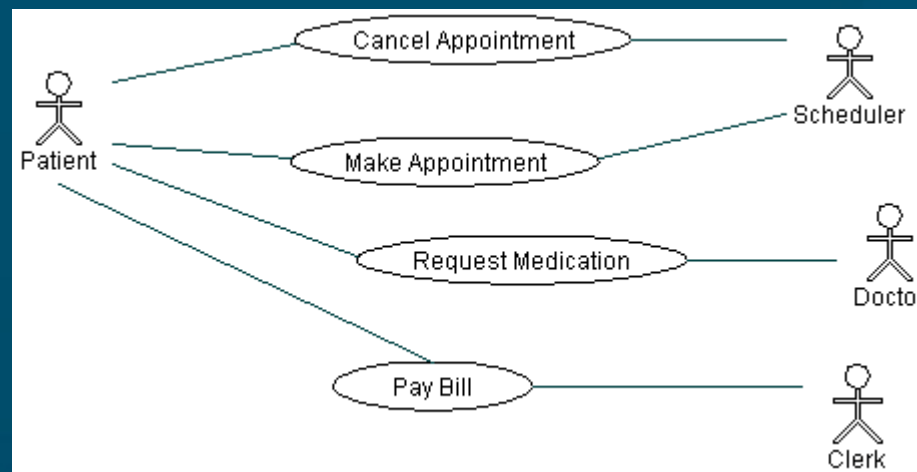 Cancel Appointment
Scheduler
Patient
Make Appointment
Request Medication
Docto
Pay Bill
Clerk